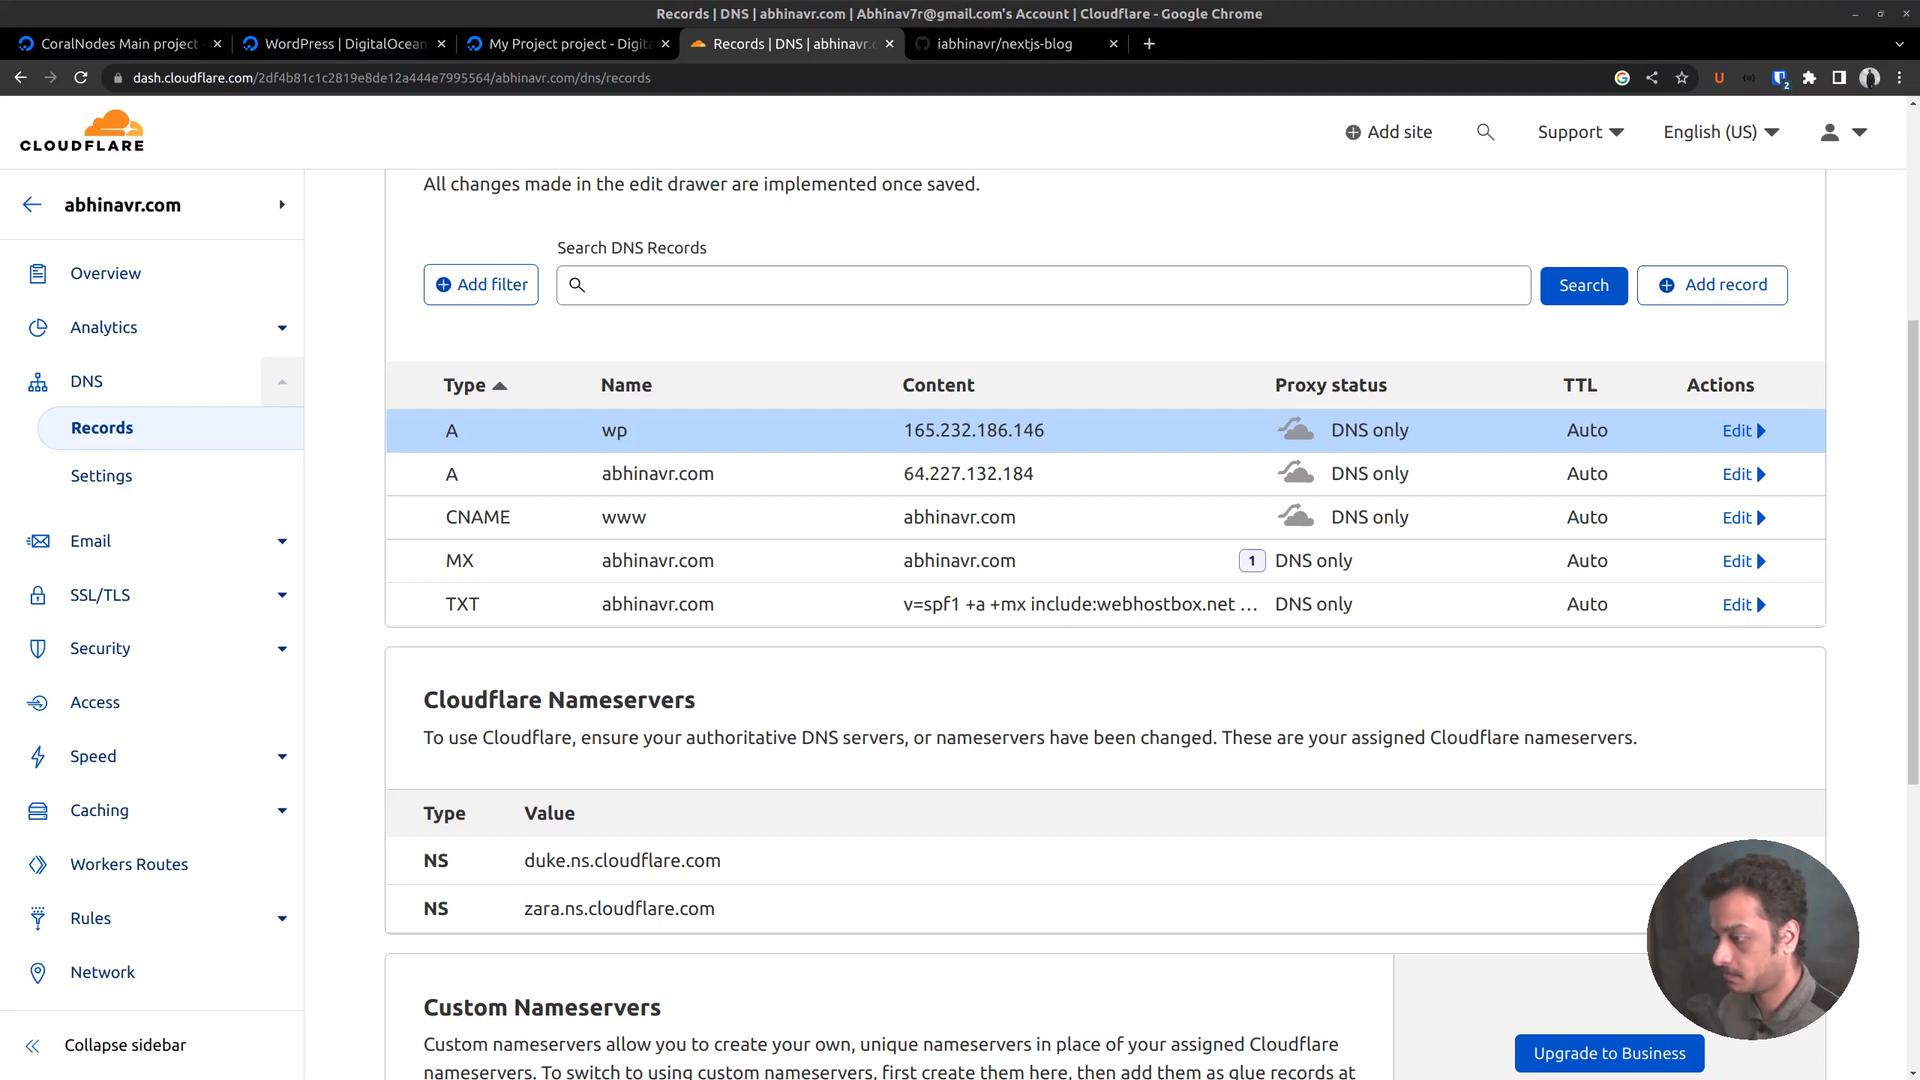 Records | DNS | abhinavr.com | Abhinav7r@gmail.com's Account | Cloudflare - Google Chrome
CoralNodes Main project
WordPress | DigitalOcean
My Project project - Digita
Records | DNS | abhinavr.c
iabhinavr/nextjs-blog
dash.cloudflare.com/2df4b81c1c2819e8de12a444e7995564/abhinavr.com/dns/records
CLOUDFLARE
Add site
Support
English (US)
abhinavr.com
Overview
Analytics
DNS
Records
Settings
Email
SSL/TLS
Security
Access
Speed
Caching
Workers Routes
Rules
Network
Collapse sidebar
All changes made in the edit drawer are implemented once saved.
Search DNS Records
Add filter
Search
Add record
Type Name Content Proxy status TTL Actions
A wp 165.232.186.146 DNS only Auto Edit
A abhinavr.com 64.227.132.184 DNS only Auto Edit
CNAME www abhinavr.com DNS only Auto Edit
MX abhinavr.com abhinavr.com 1 DNS only Auto Edit
TXT abhinavr.com v=spf1 +a +mx include:webhostbox.net … DNS only Auto Edit
Cloudflare Nameservers
To use Cloudflare, ensure your authoritative DNS servers, or nameservers have been changed. These are your assigned Cloudflare nameservers.
Type Value
NS duke.ns.cloudflare.com
NS zara.ns.cloudflare.com
Custom Nameservers
Custom nameservers allow you to create your own, unique nameservers in place of your assigned Cloudflare
nameservers. To switch to using custom nameservers, first create them here, then add them as glue records at
Upgrade to Business